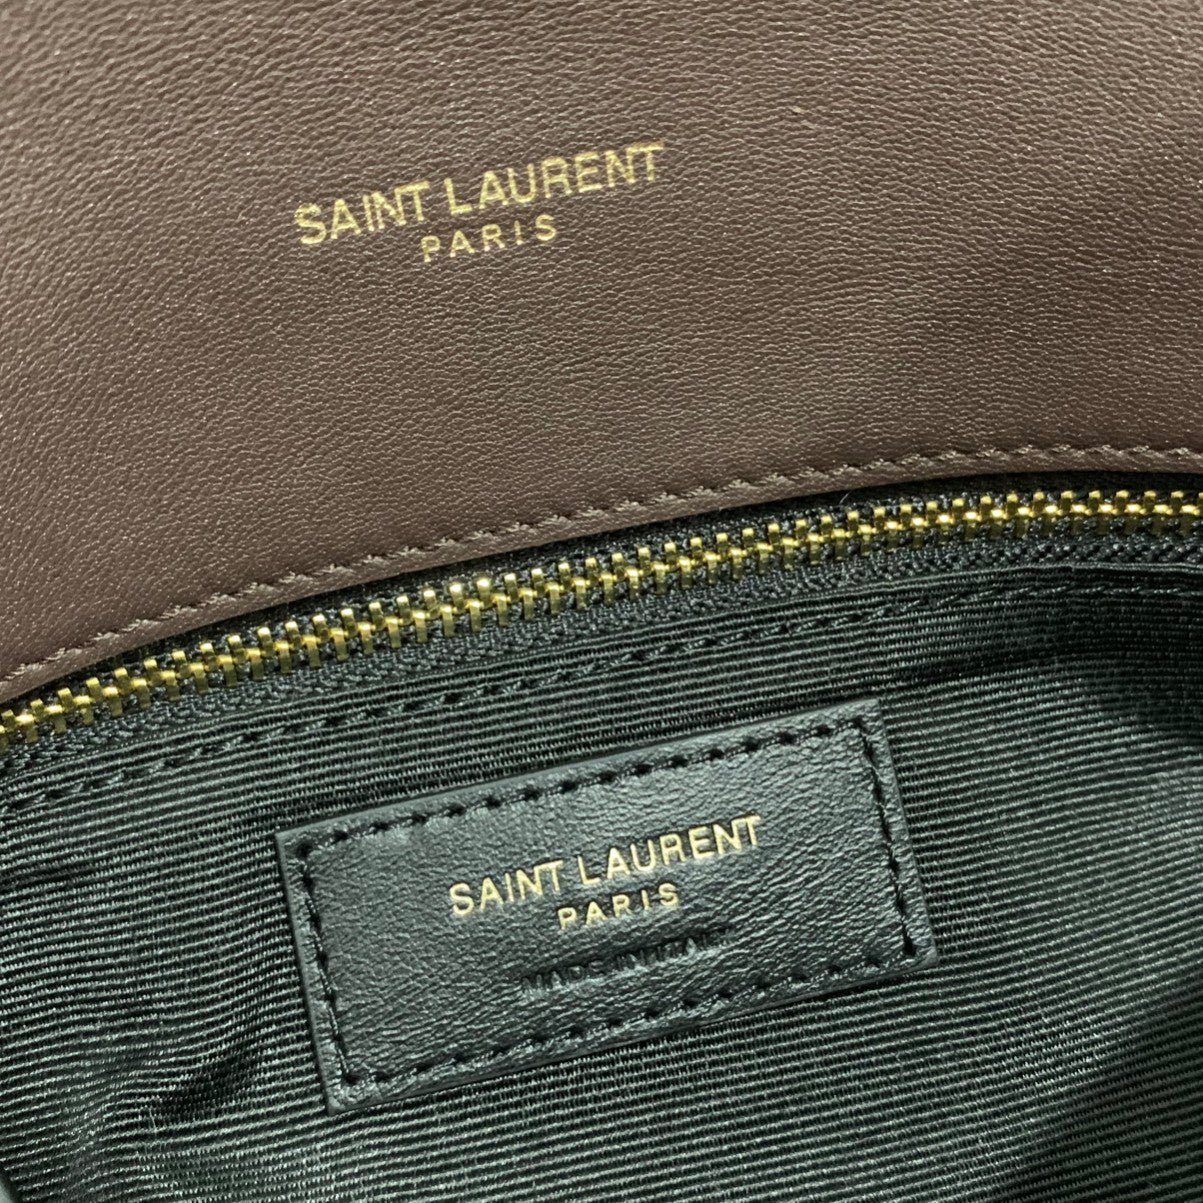 SAINT LAURENT
PARIS
SAINT LAURENT
PARIS
MADE IN ITALY